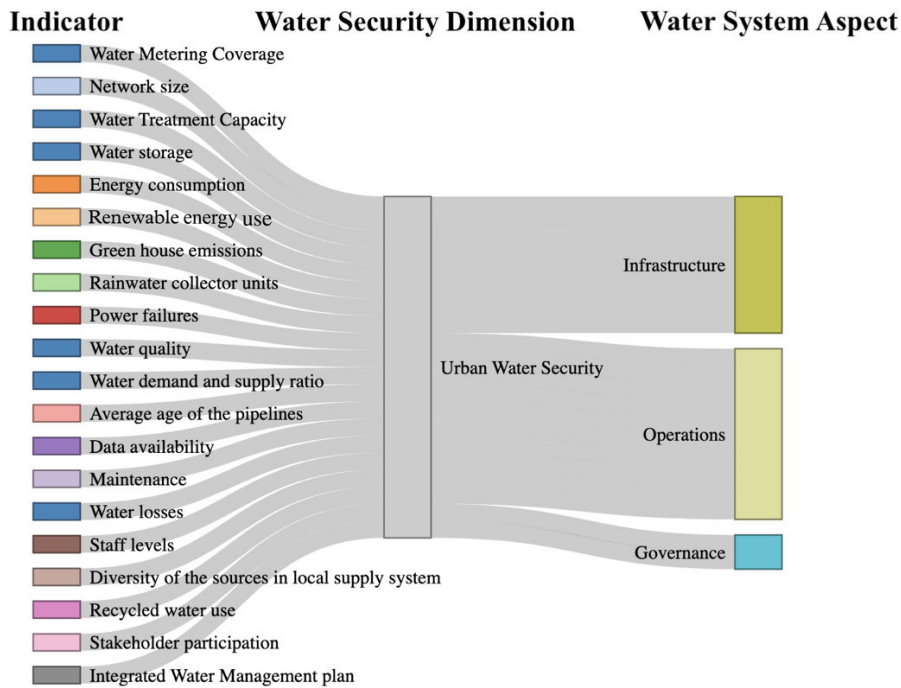 Indicator
Water Security Dimension
Water System Aspect
Water Metering Coverage
Network size
Water Treatment Capacity
Water storage
Energy consumption
Renewable energy use
Green house emissions
Rainwater collector units
Power failures
Water quality
Water demand and supply ratio
Average age of the pipelines
Data availability
Maintenance
Water losses
Staff levels
Diversity of the sources in local supply system
Recycled water use
Stakeholder participation
Integrated Water Management plan
Urban Water Security
Infrastructure
Operations
Governance